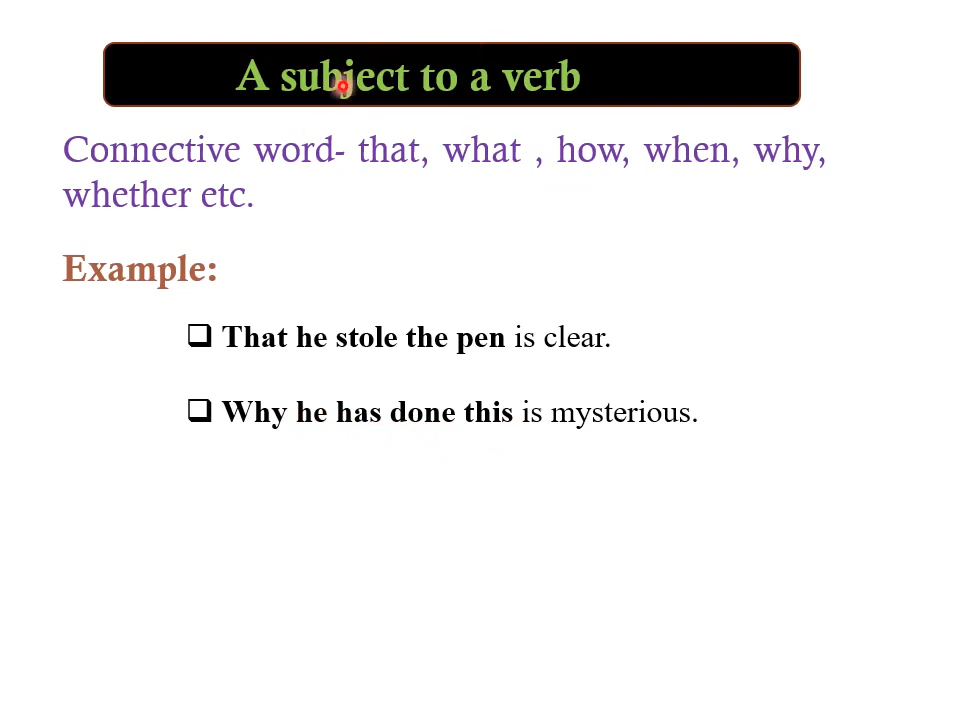 A subject to a verb
Connective word- that, what , how, when, why,
whether etc.
Example:
❑ That he stole the pen is clear.
❑ Why he has done this is mysterious.